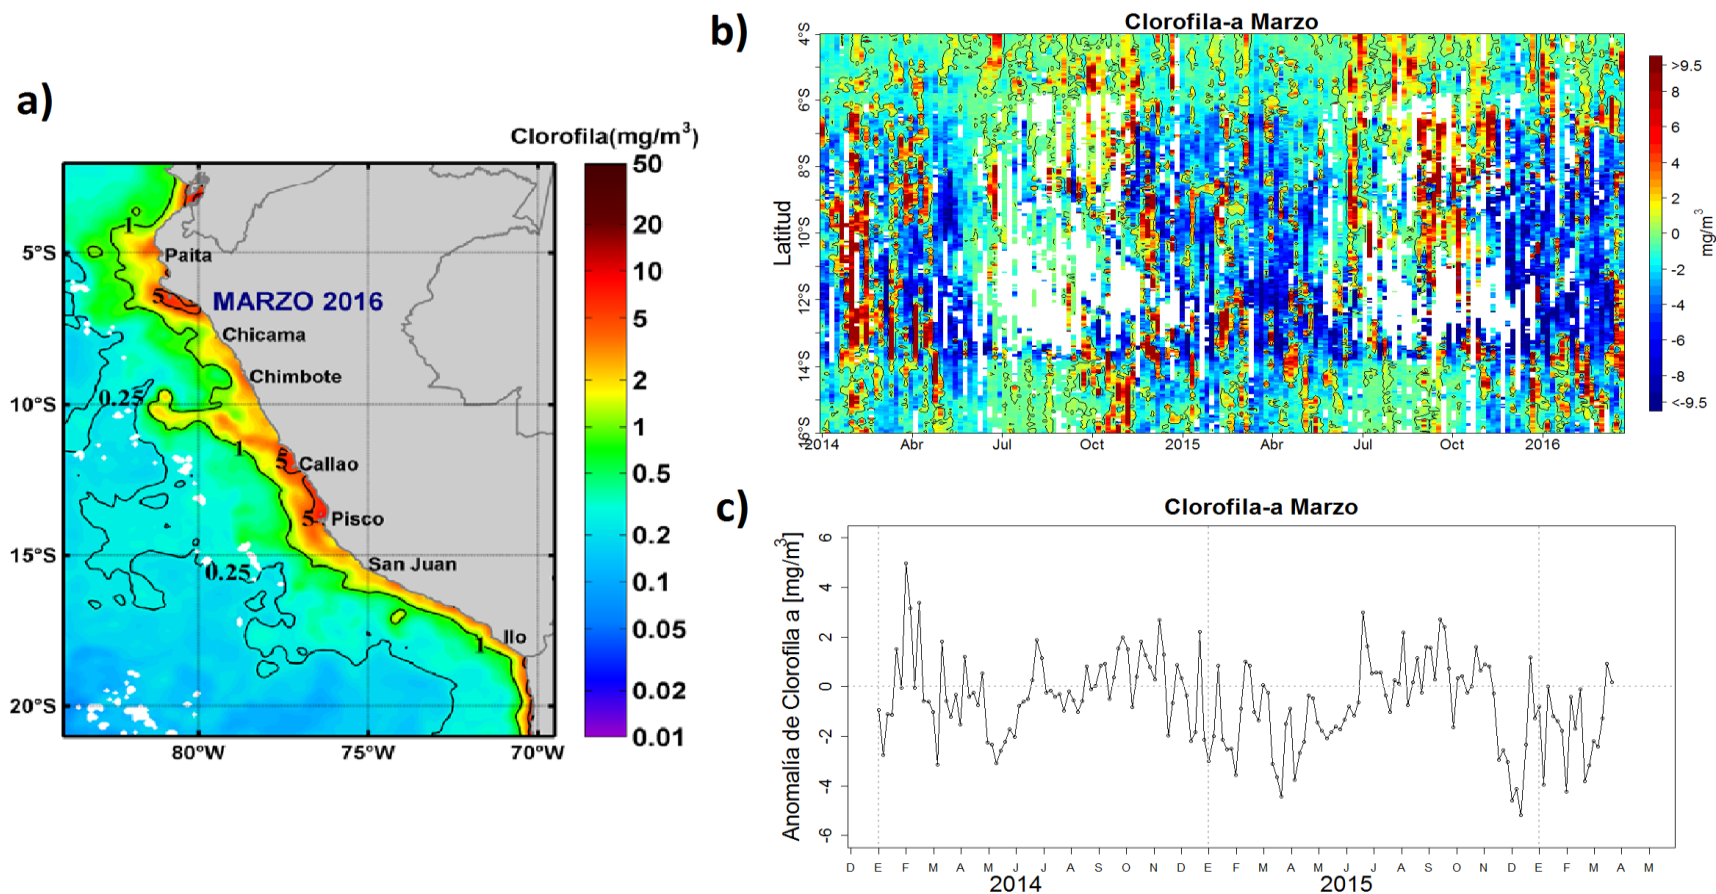 a)
Clorofila(mg/m³)
50
20
10
5
2
1
0.5
0.2
0.1
0.05
0.02
0.01
1
Paita
5
MARZO 2016
Chicama
Chimbote
0.25
1
5
Callao
5
Pisco
0.25
San Juan
Ilo
1
5°S
10°S
15°S
20°S
80°W
75°W
70°W
b)
Clorofila-a Marzo
Latitud
4°S
6°S
8°S
10°S
12°S
14°S
16°S
2014
Abr
Jul
Oct
2015
Abr
Jul
Oct
2016
>9.5
8
6
4
2
0
-2
-4
-6
-8
<-9.5
mg/m³
c)
Clorofila-a Marzo
Anomalía de Clorofila a [mg/m³]
6
4
2
0
-2
-4
-6
D E F M A M J J A S O N D E F M A M J J A S O N D E F M A M
2014 2015